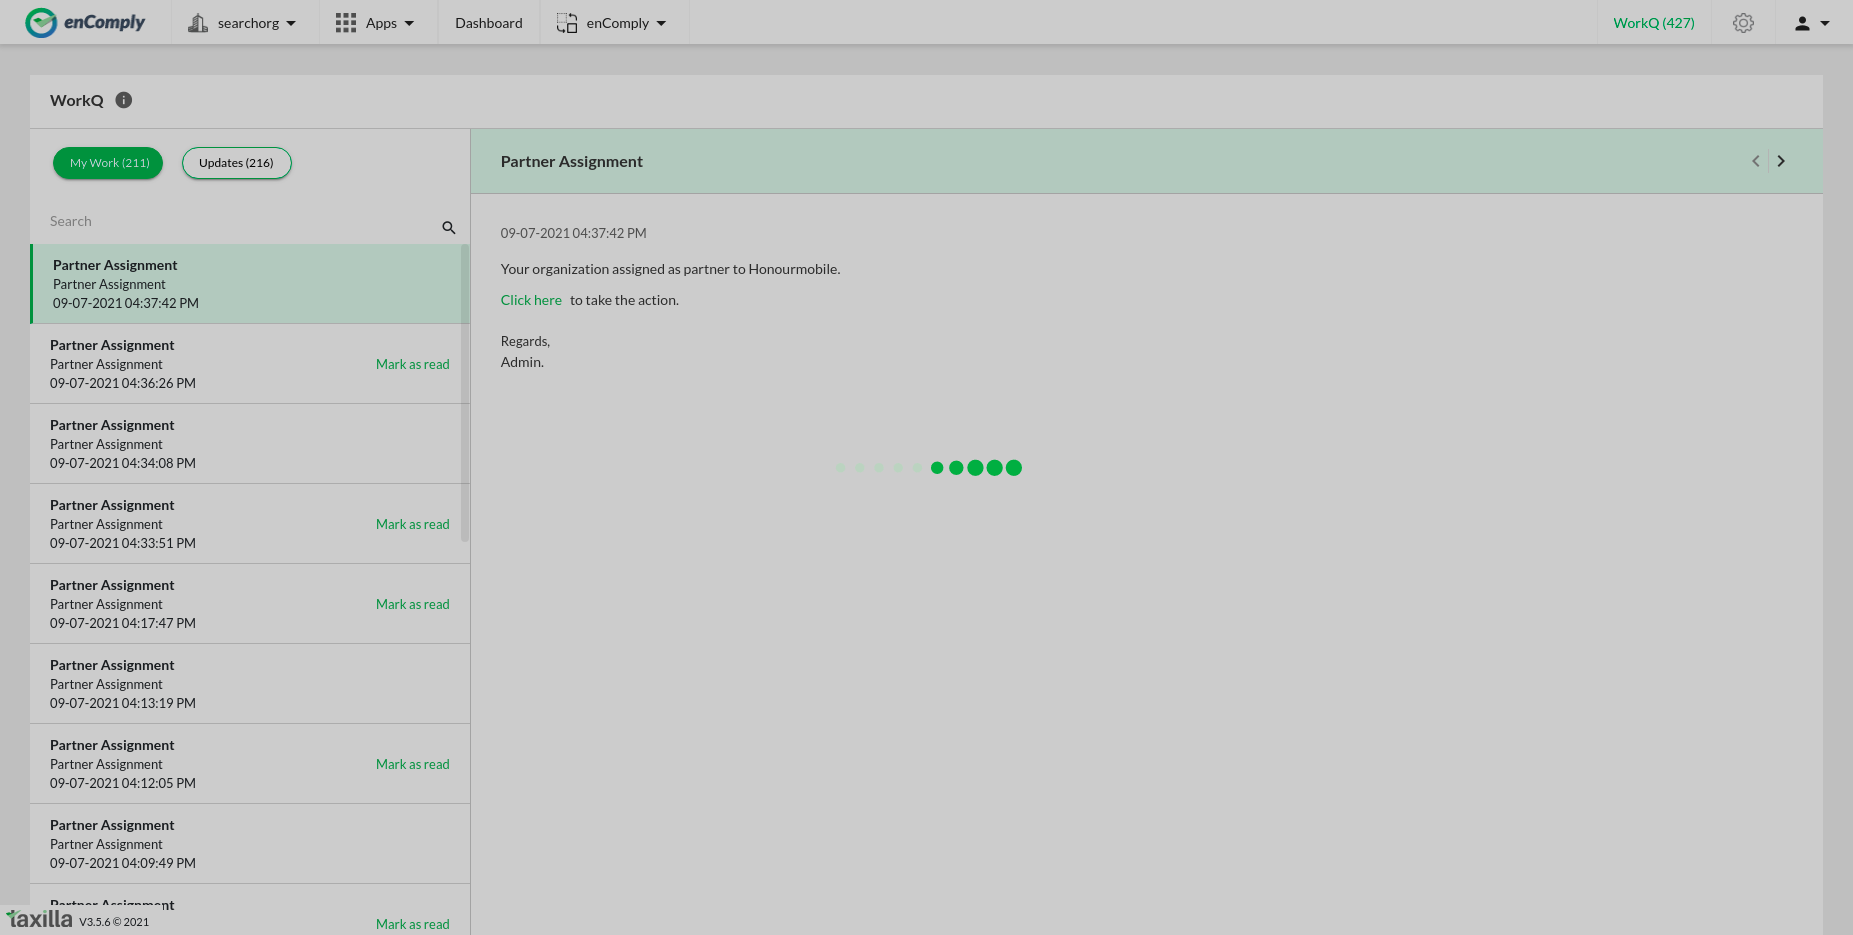 enComply
searchorg
Apps
Dashboard
enComply
WorkQ (427)
WorkQ
My Work (211)
Updates (216)
Search
Partner Assignment
Partner Assignment
09-07-2021 04:37:42 PM
Partner Assignment
Partner Assignment
Mark as read
09-07-2021 04:36:26 PM
Partner Assignment
Partner Assignment
09-07-2021 04:34:08 PM
Partner Assignment
Partner Assignment
Mark as read
09-07-2021 04:33:51 PM
Partner Assignment
Partner Assignment
Mark as read
09-07-2021 04:17:47 PM
Partner Assignment
Partner Assignment
09-07-2021 04:13:19 PM
Partner Assignment
Partner Assignment
Mark as read
09-07-2021 04:12:05 PM
Partner Assignment
Partner Assignment
09-07-2021 04:09:49 PM
Partner Assignment
Mark as read
taxilla V3.5.6 © 2021
Partner Assignment
09-07-2021 04:37:42 PM
Your organization assigned as partner to Honourmobile.
Click here to take the action.
Regards,
Admin.